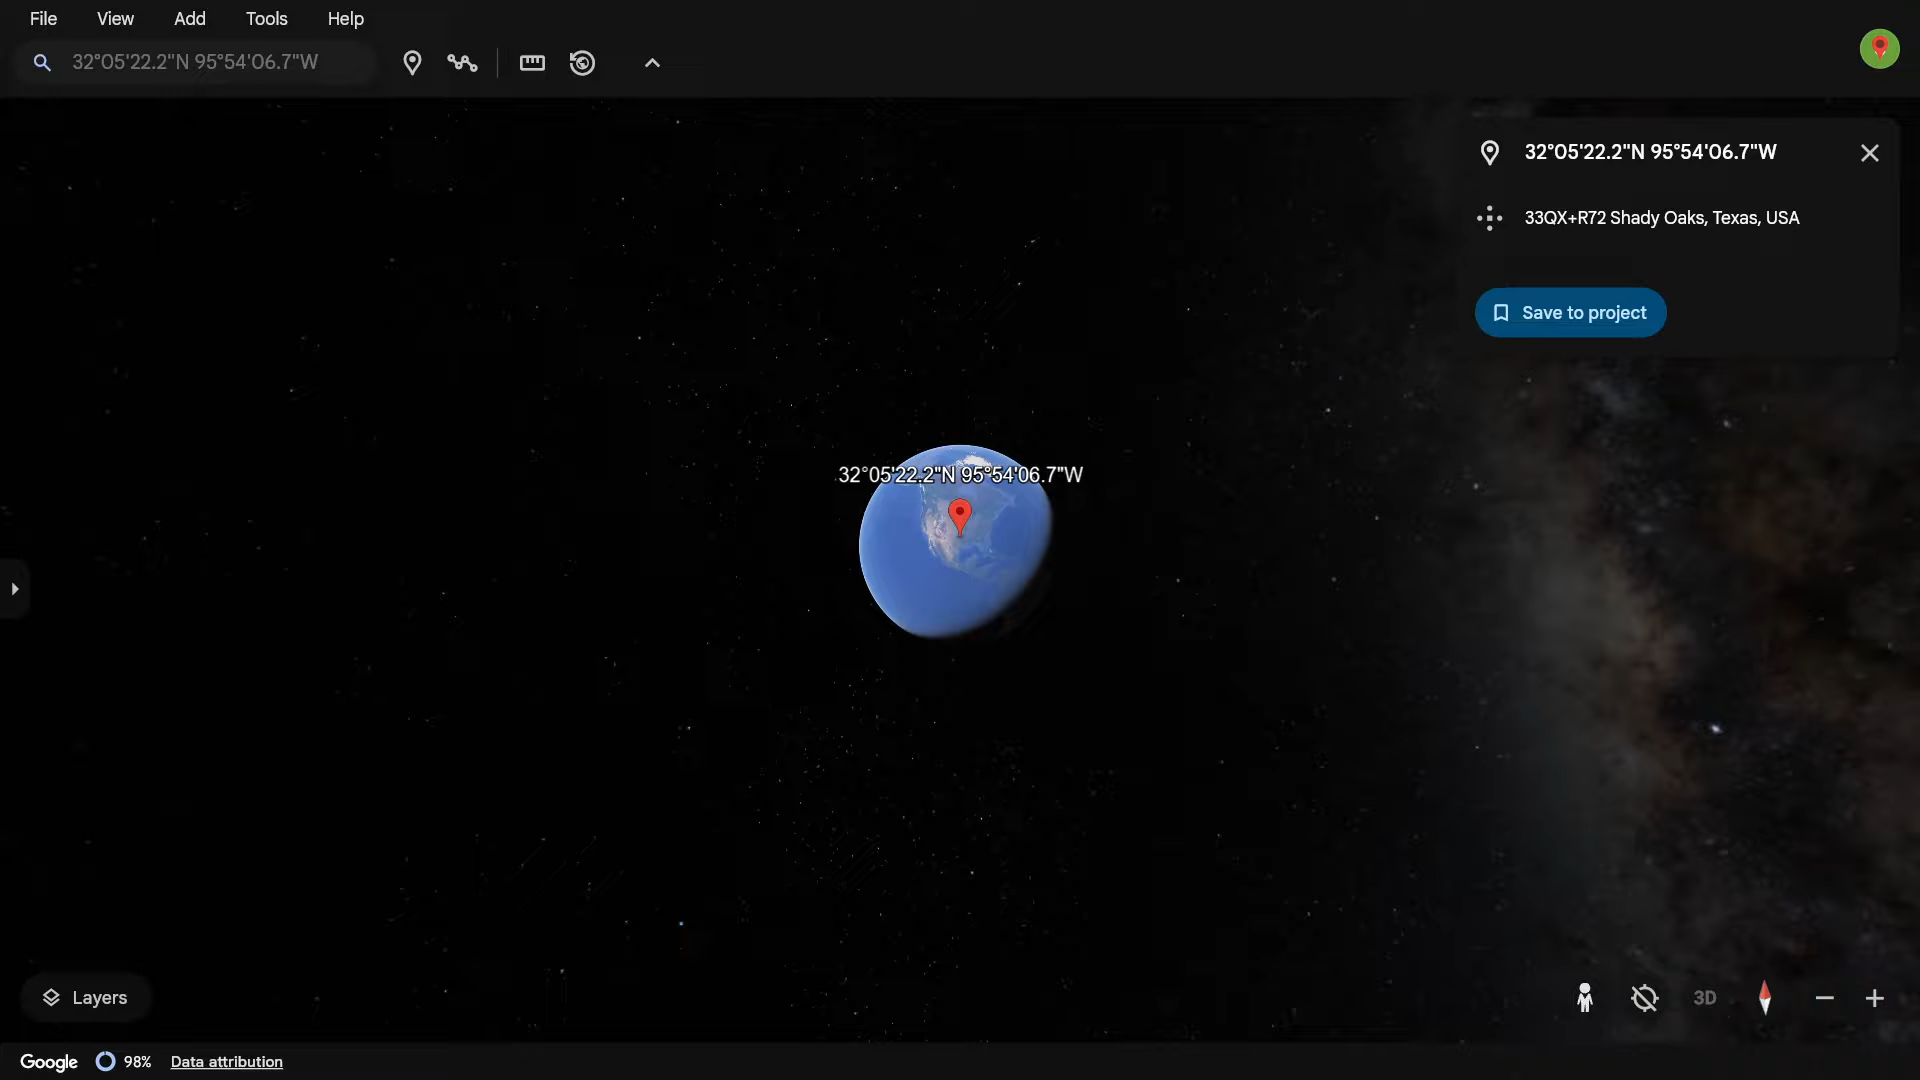 File View Add Tools Help
32°05'22.2"N 95°54'06.7"W
32°05'22.2"N 95°54'06.7"W
33QX+R72 Shady Oaks, Texas, USA
Save to project
32°05'22.2"N 95°54'06.7"W
Layers
3D
Google 98% Data attribution